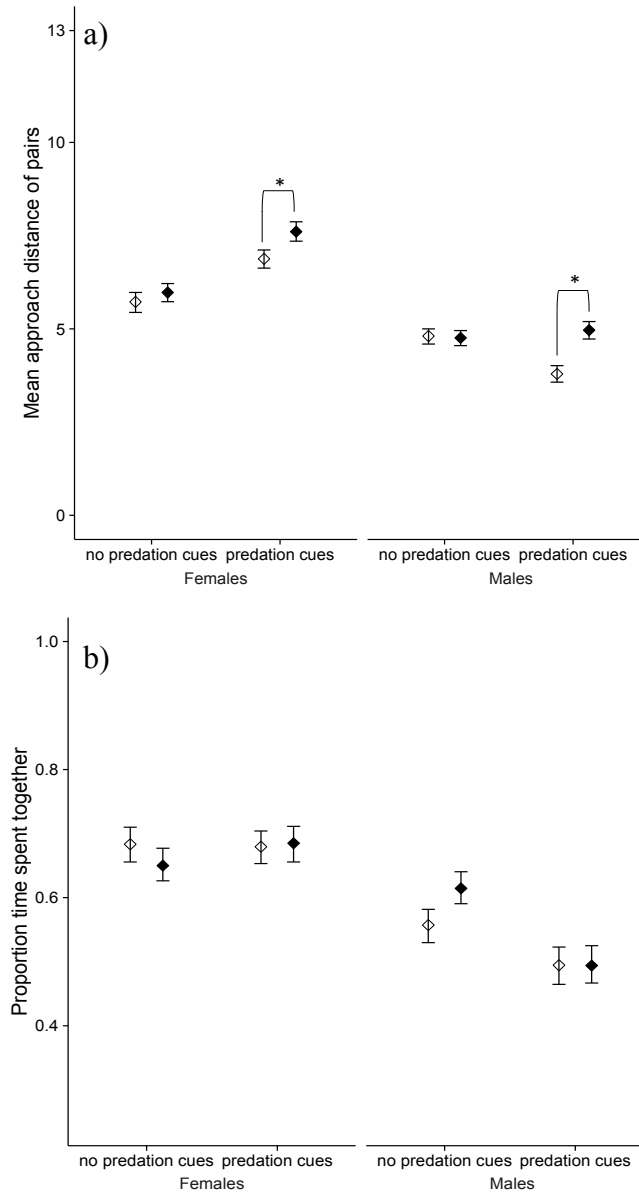 a)
13
10
5
0
Mean approach distance of pairs
*
*
no predation cues predation cues no predation cues predation cues
Females Males
b)
1.0
0.8
0.6
0.4
Proportion time spent together
no predation cues predation cues no predation cues predation cues
Females Males